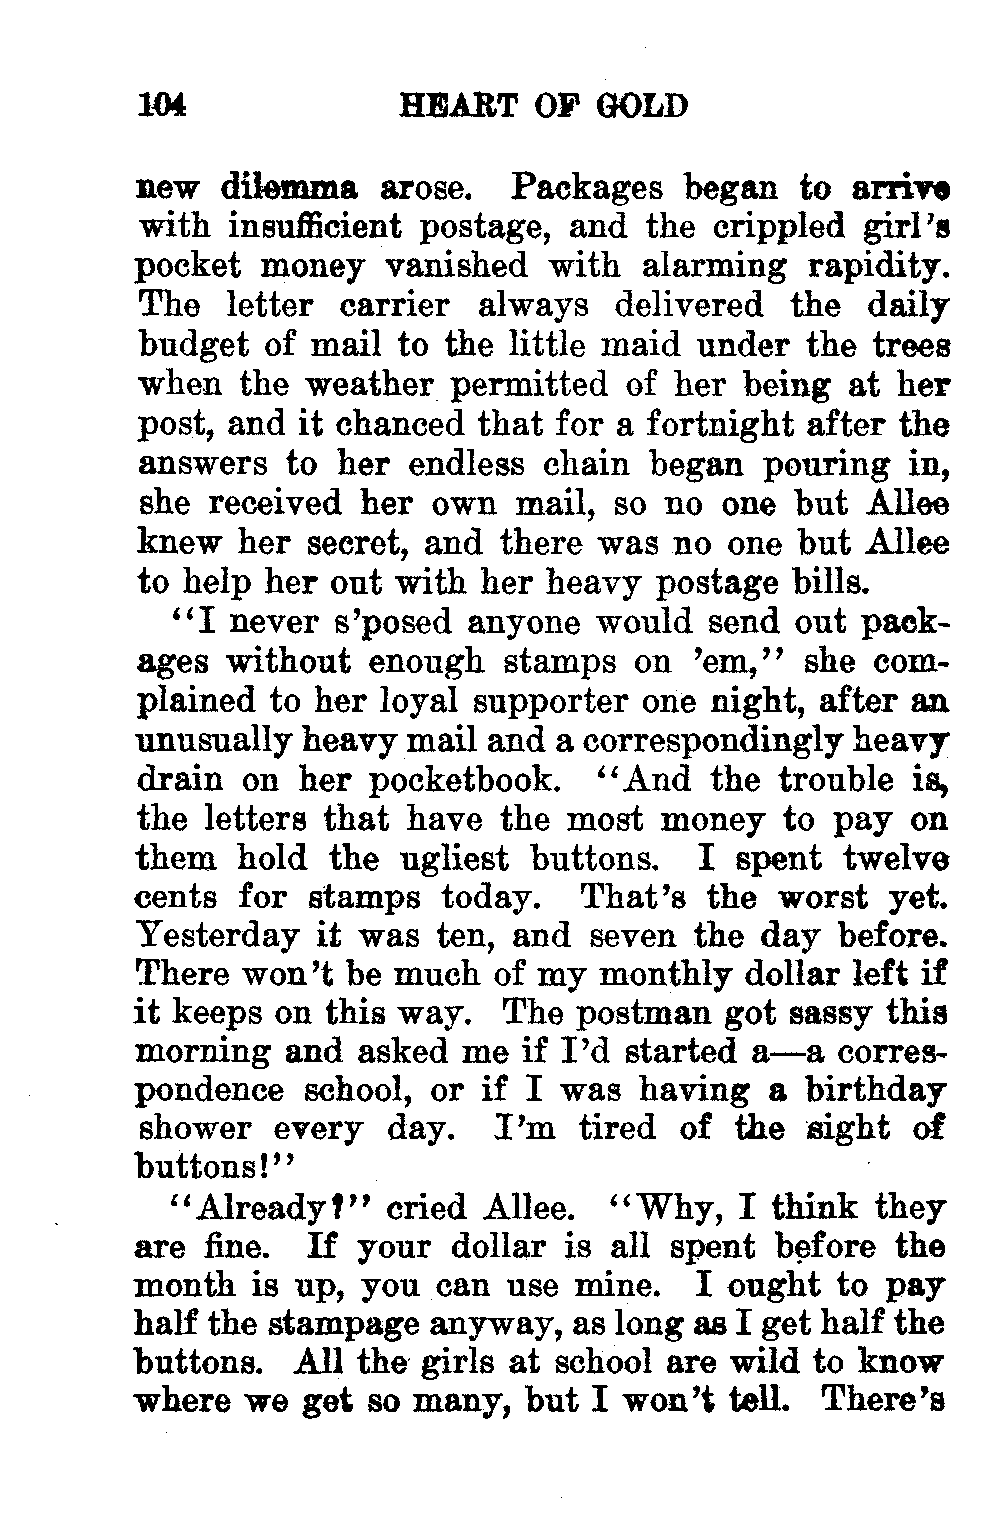 104 HEART OF GOLD
new dilemma arose. Packages began to arrive
with insufficient postage, and the crippled girl's
pocket money vanished with alarming rapidity.
The letter carrier always delivered the daily
budget of mail to the little maid under the trees
when the weather permitted of her being at her
post, and it chanced that for a fortnight after the
answers to her endless chain began pouring in,
she received her own mail, so no one but Allee
knew her secret, and there was no one but Allee
to help her out with her heavy postage bills.
"I never s'posed anyone would send out pack-
ages without enough stamps on 'em," she com-
plained to her loyal supporter one night, after an
unusually heavy mail and a correspondingly heavy
drain on her pocketbook. "And the trouble is,
the letters that have the most money to pay on
them hold the ugliest buttons. I spent twelve
cents for stamps today. That's the worst yet.
Yesterday it was ten, and seven the day before.
There won't be much of my monthly dollar left if
it keeps on this way. The postman got sassy this
morning and asked me if I'd started a—a corres-
pondence school, or if I was having a birthday
shower every day. I'm tired of the sight of
buttons!"
"Already?" cried Allee. "Why, I think they
are fine. If your dollar is all spent before the
month is up, you can use mine. I ought to pay
half the stampage anyway, as long as I get half the
buttons. All the girls at school are wild to know
where we get so many, but I won't tell. There's